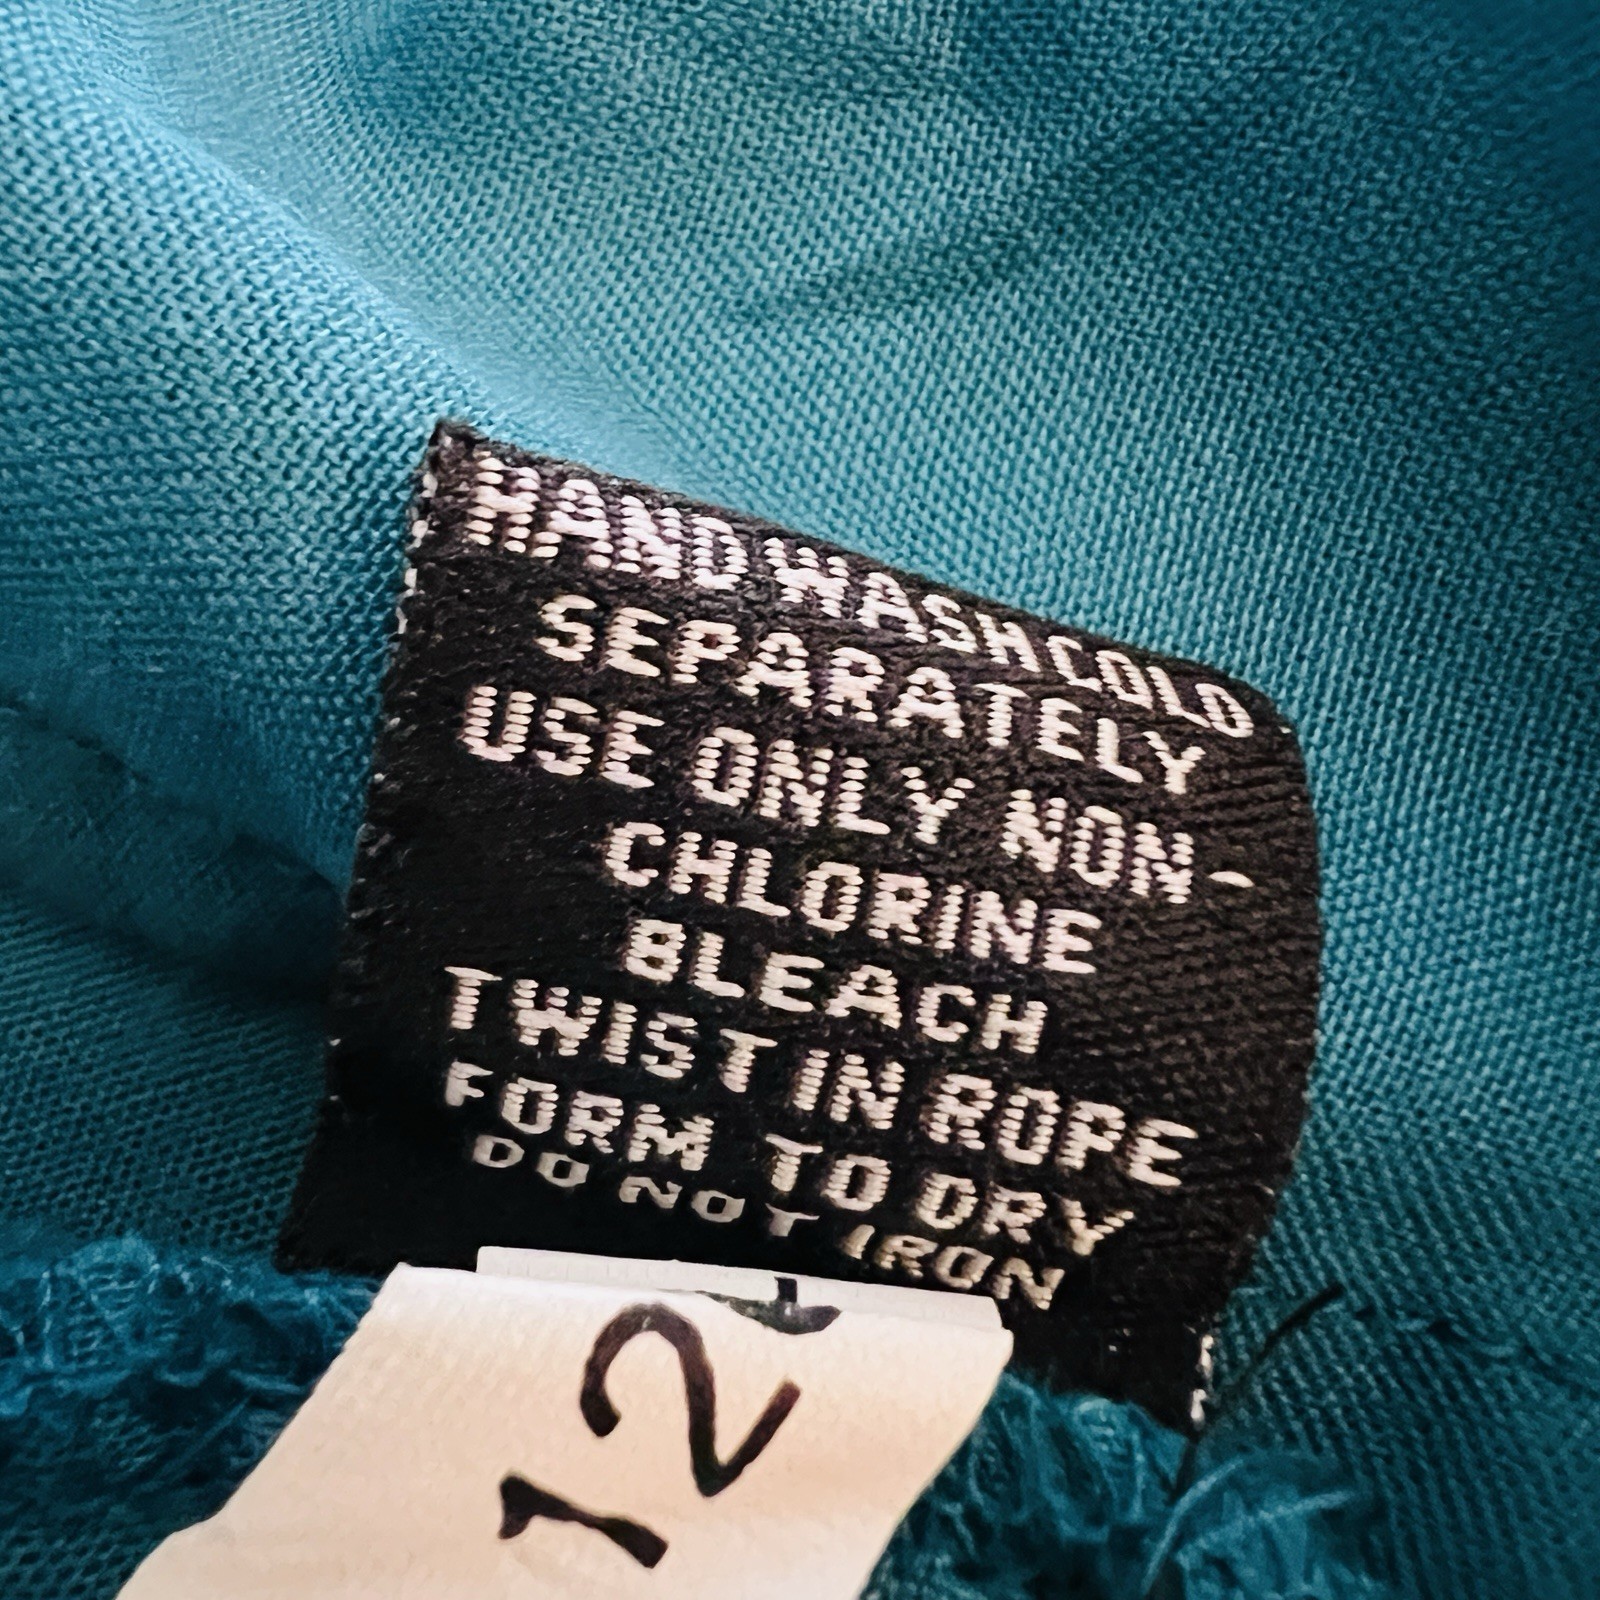 HAND WASH COLD
SEPARATELY
USE ONLY NON-
CHLORINE
BLEACH
TWIST IN ROPE
FORM TO DRY
DO NOT IRON
12